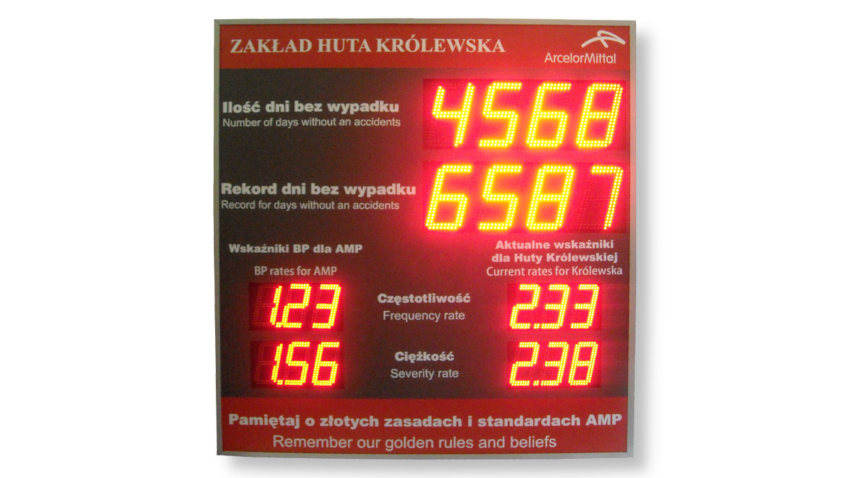 ZAKŁAD HUTA KRÓLEWSKA
ArcelorMittal
Ilość dni bez wypadku
Number of days without an accidents
4568
Rekord dni bez wypadku
Record for days without an accidents
6587
Wskaźniki BP dla AMP
BP rates for AMP
Aktualne wskaźniki
dla Huty Królewskiej
Current rates for Królewska
1.23
Częstotliwość
Frequency rate
2.33
1.56
Ciężkość
Severity rate
2.38
Pamiętaj o złotych zasadach i standardach AMP
Remember our golden rules and beliefs